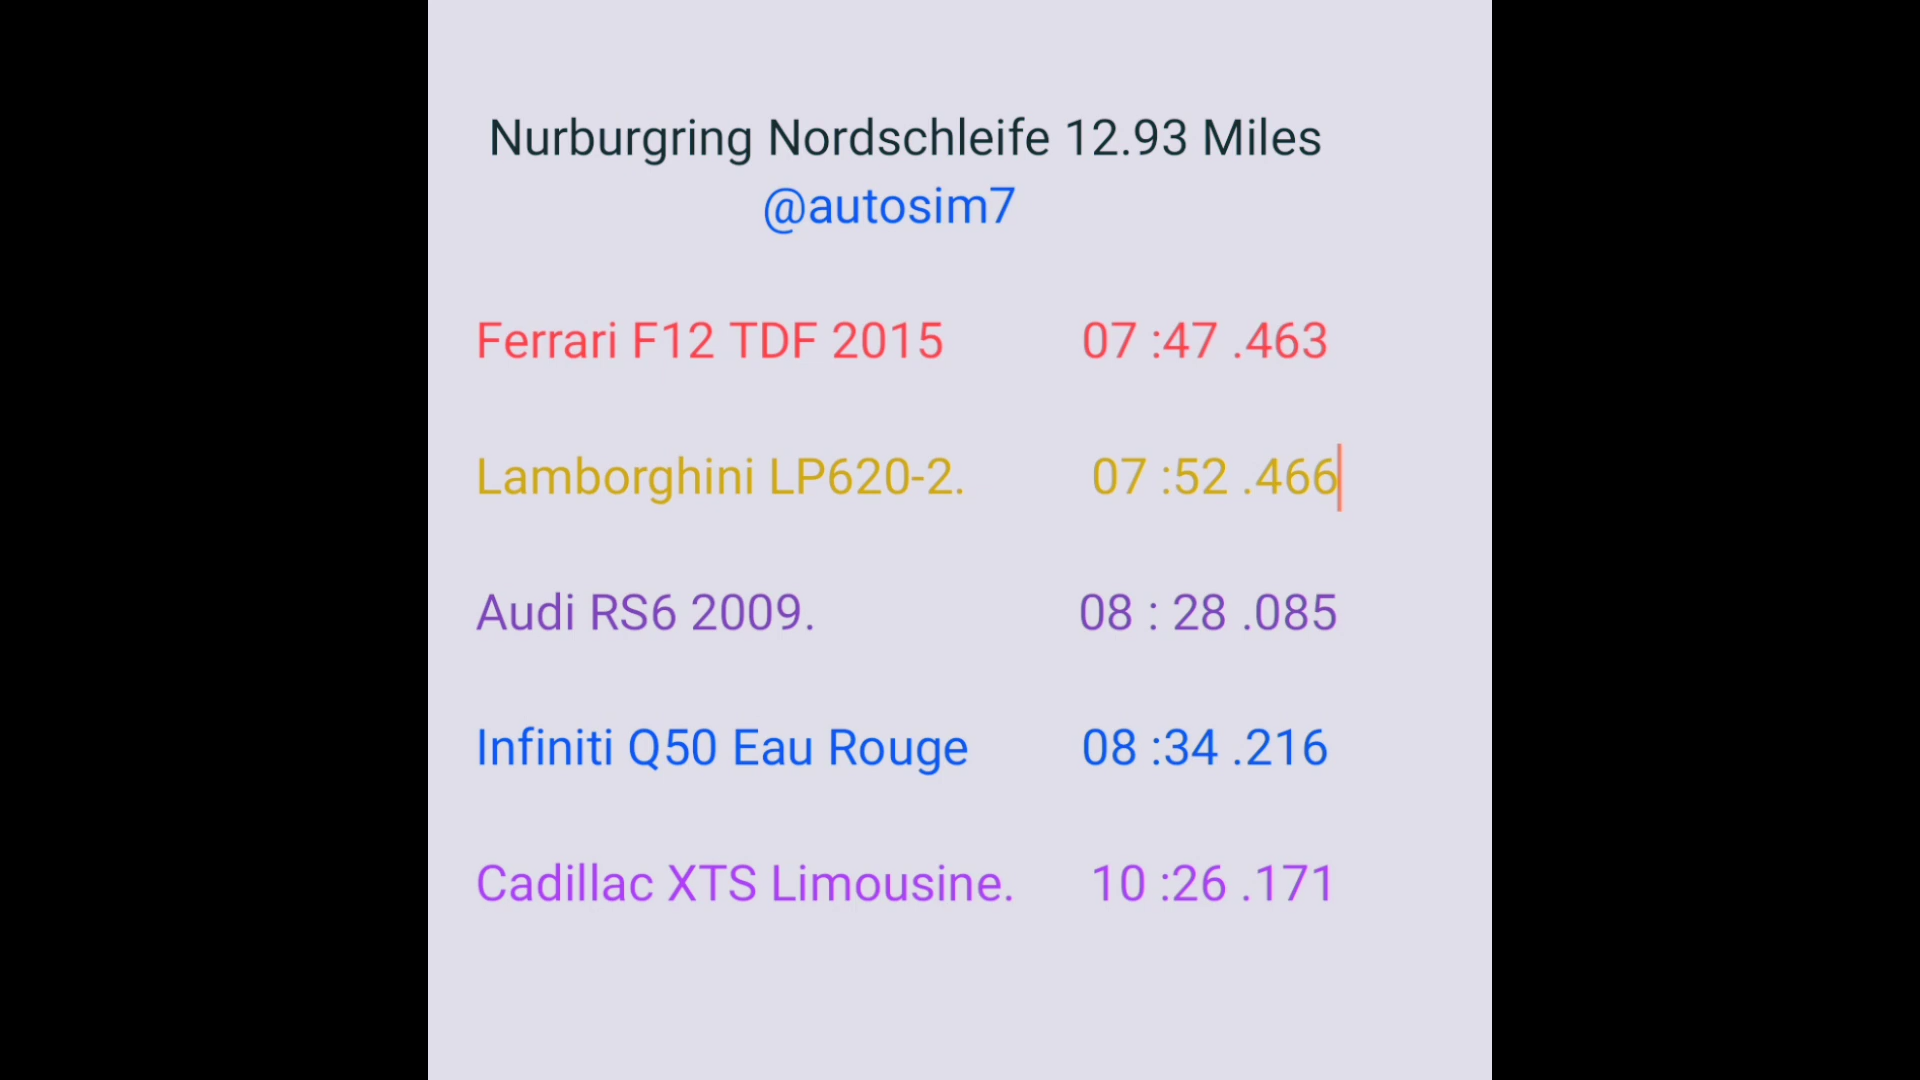 Nurburgring Nordschleife 12.93 Miles
@autosim7
Ferrari F12 TDF 2015 07 :47 .463
Lamborghini LP620-2. 07 :52 .466
Audi RS6 2009. 08 : 28 .085
Infiniti Q50 Eau Rouge 08 :34 .216
Cadillac XTS Limousine. 10 :26 .171